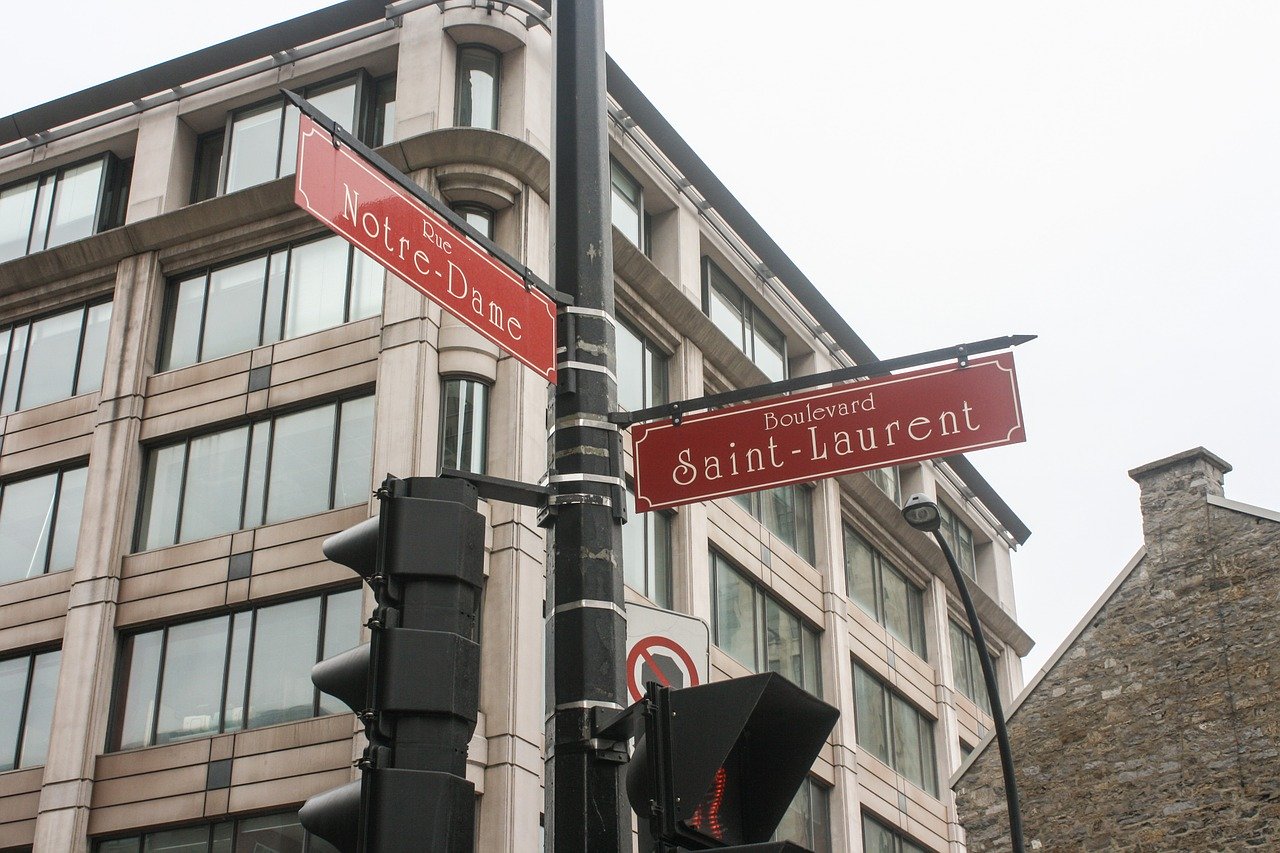 Rue
Notre-Dame
Boulevard
Saint-Laurent